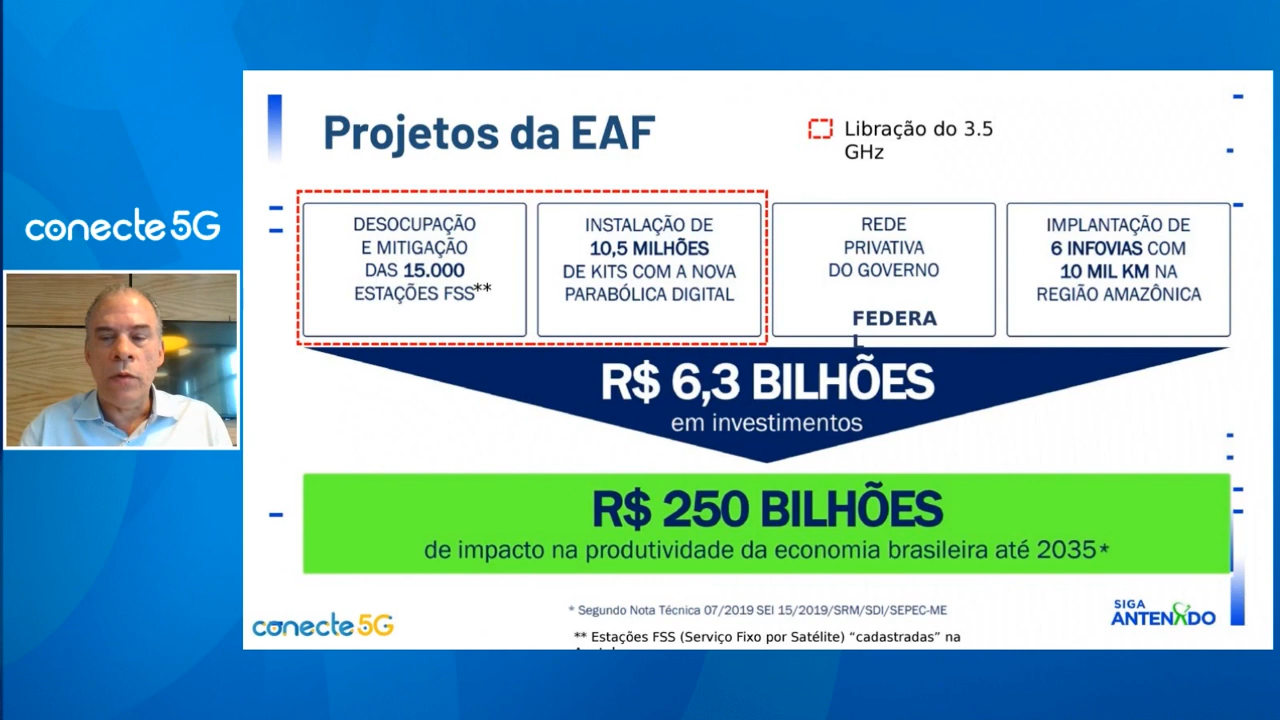 conecte 5G
Projetos da EAF
Libração do 3.5
GHz
DESOCUPAÇÃO
E MITIGAÇÃO
DAS 15.000
ESTAÇÕES FSS**
INSTALAÇÃO DE
10,5 MILHÕES
DE KITS COM A NOVA
PARABÓLICA DIGITAL
REDE
PRIVATIVA
DO GOVERNO
FEDERA
L
IMPLANTAÇÃO DE
6 INFOVIAS COM
10 MIL KM NA
REGIÃO AMAZÔNICA
R$ 6,3 BILHÕES
em investimentos
R$ 250 BILHÕES
de impacto na produtividade da economia brasileira até 2035*
* Segundo Nota Técnica 07/2019 SEI 15/2019/SRM/SDI/SEPEC-ME
** Estações FSS (Serviço Fixo por Satélite) “cadastradas” na
conecte 5G
SIGA
ANTENADO